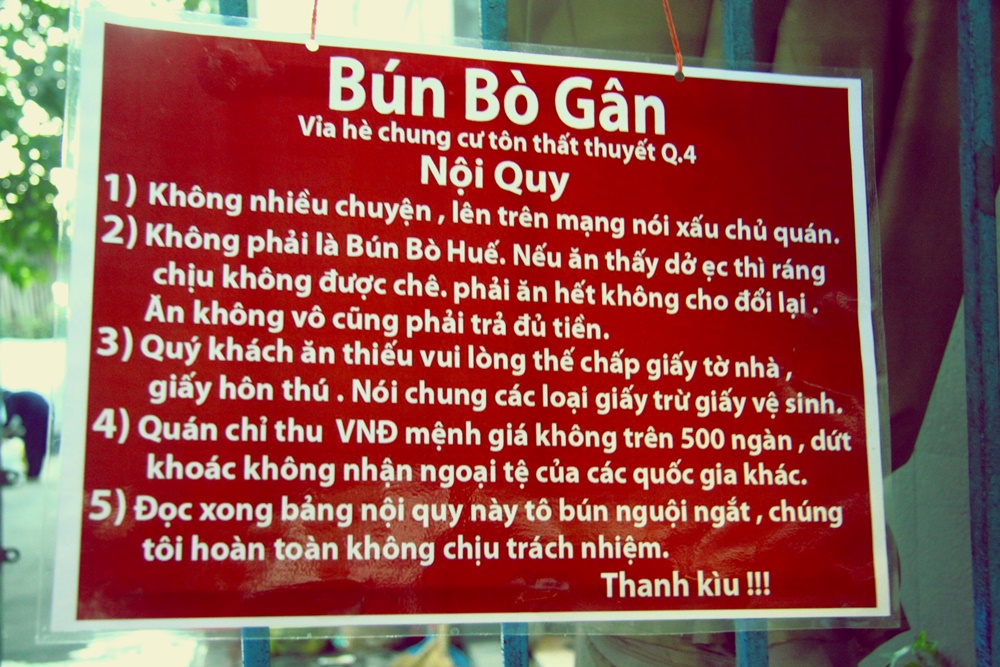 Bún Bò Gân
Vỉa hè chung cư tôn thất thuyết Q.4
Nội Quy
1) Không nhiều chuyện , lên trên mạng nói xấu chủ quán.
2) Không phải là Bún Bò Huế. Nếu ăn thấy dở ẹc thì ráng
chịu không được chê. phải ăn hết không cho đổi lại .
Ăn không vô cũng phải trả đủ tiền.
3) Quý khách ăn thiếu vui lòng thế chấp giấy tờ nhà ,
giấy hôn thú . Nói chung các loại giấy trừ giấy vệ sinh.
4) Quán chỉ thu VNĐ mệnh giá không trên 500 ngàn , dứt
khoác không nhận ngoại tệ của các quốc gia khác.
5) Đọc xong bảng nội quy này tô bún nguội ngắt , chúng
tôi hoàn toàn không chịu trách nhiệm.
Thanh kìu !!!